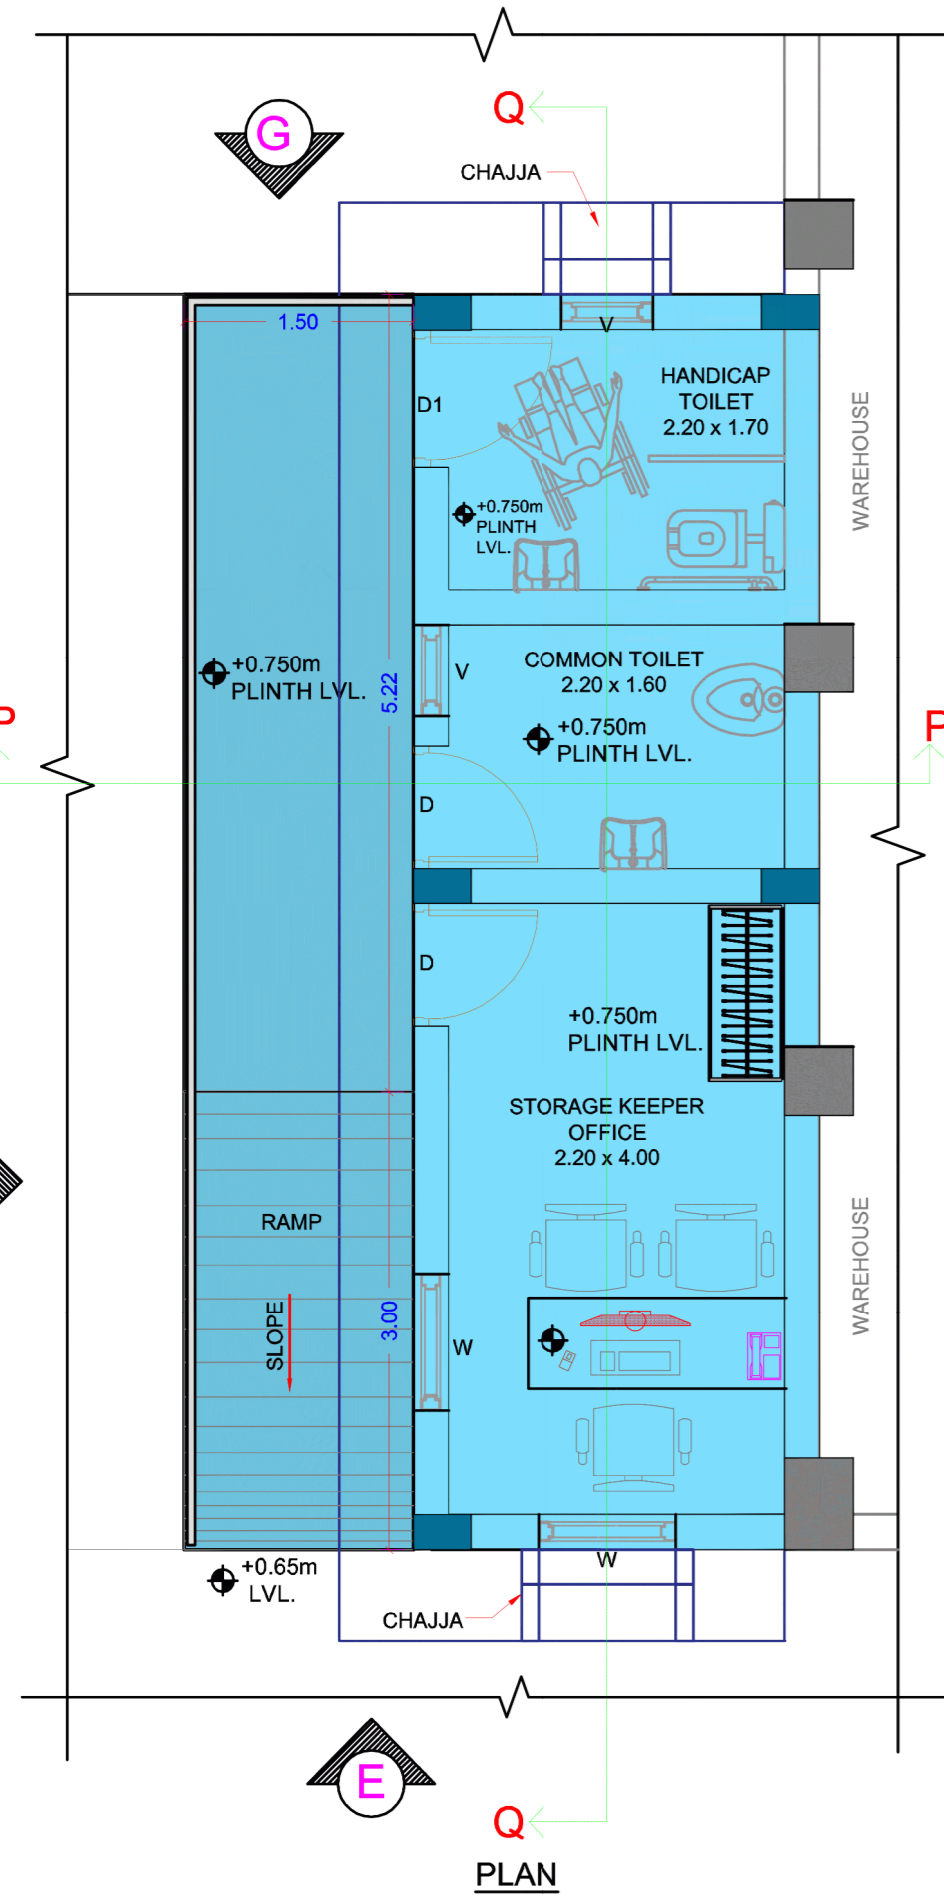 Q
G
CHAJJA
1.50
V
HANDICAP
TOILET
2.20 x 1.70
D1
WAREHOUSE
+0.750m
PLINTH
LVL.
+0.750m
PLINTH LVL.
5.22
V
COMMON TOILET
2.20 x 1.60
+0.750m
PLINTH LVL.
P
P
D
D
+0.750m
PLINTH LVL.
STORAGE KEEPER
OFFICE
2.20 x 4.00
RAMP
SLOPE
3.00
W
WAREHOUSE
W
+0.65m
LVL.
CHAJJA
E
Q
PLAN